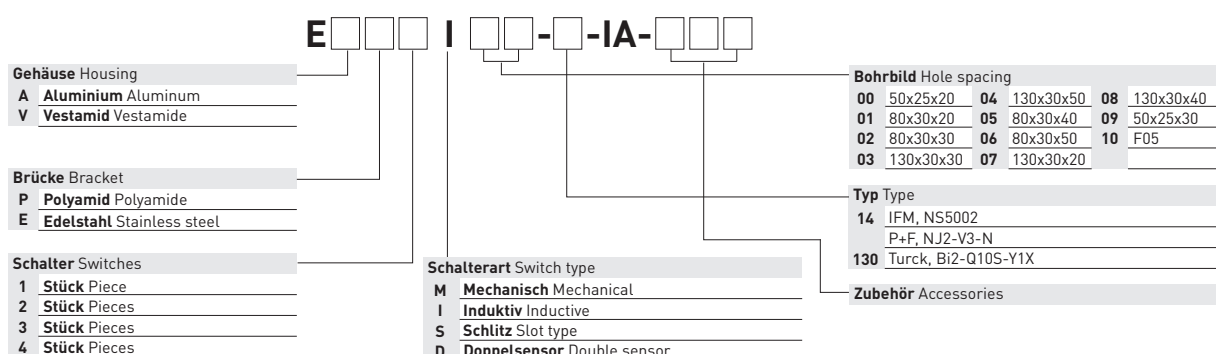 E□□□ I □□-□-IA-□□□
Gehäuse Housing
A Aluminium Aluminum
V Vestamid Vestamide
Brücke Bracket
P Polyamid Polyamide
E Edelstahl Stainless steel
Schalter Switches
1 Stück Piece
2 Stück Pieces
3 Stück Pieces
4 Stück Pieces
Schalterart Switch type
M Mechanisch Mechanical
I Induktiv Inductive
S Schlitz Slot type
D Doppelsensor Double sensor
Bohrbild Hole spacing
00 50x25x20 04 130x30x50 08 130x30x40
01 80x30x20 05 80x30x40 09 50x25x30
02 80x30x30 06 80x30x50 10 F05
03 130x30x30 07 130x30x20
Typ Type
14 IFM, NS5002
P+F, NJ2-V3-N
130 Turck, Bi2-Q10S-Y1X
Zubehör Accessories